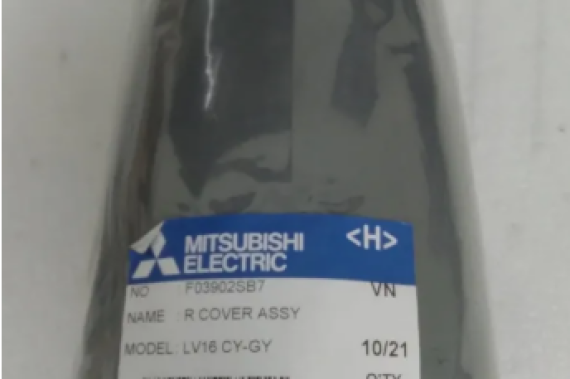 MITSUBISHI <H>
ELECTRIC
NO : F03902SB7 VN
NAME : R COVER ASSY
MODEL : LV16 CY-GY 10/21
Q'TY